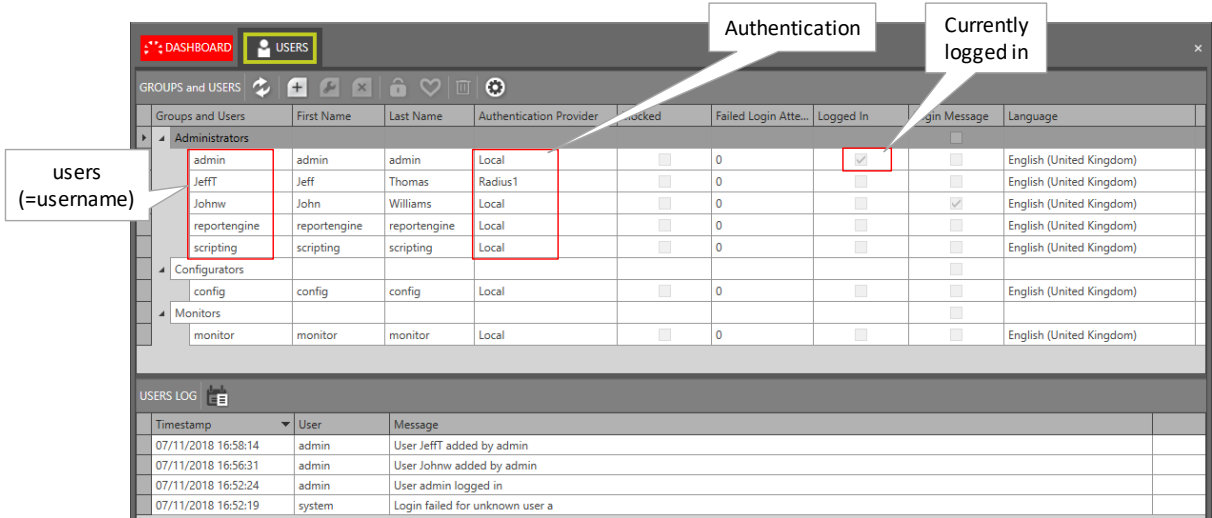 Authentication
Currently
logged in
DASHBOARD USERS
GROUPS and USERS
Groups and Users First Name Last Name Authentication Provider Failed Login Atte... Logged In Message Language
Administrators
users
(=username)
admin admin admin Local 0 English (United Kingdom)
JeffT Jeff Thomas Radius1 0 English (United Kingdom)
Johnw John Williams Local 0 English (United Kingdom)
reportengine reportengine reportengine Local 0 English (United Kingdom)
scripting scripting scripting Local 0 English (United Kingdom)
Configurators
config config config Local 0 English (United Kingdom)
Monitors
monitor monitor monitor Local 0 English (United Kingdom)
USERS LOG
Timestamp User Message
07/11/2018 16:58:14 admin User JeffT added by admin
07/11/2018 16:56:31 admin User Johnw added by admin
07/11/2018 16:52:24 admin User admin logged in
07/11/2018 16:52:19 system Login failed for unknown user a